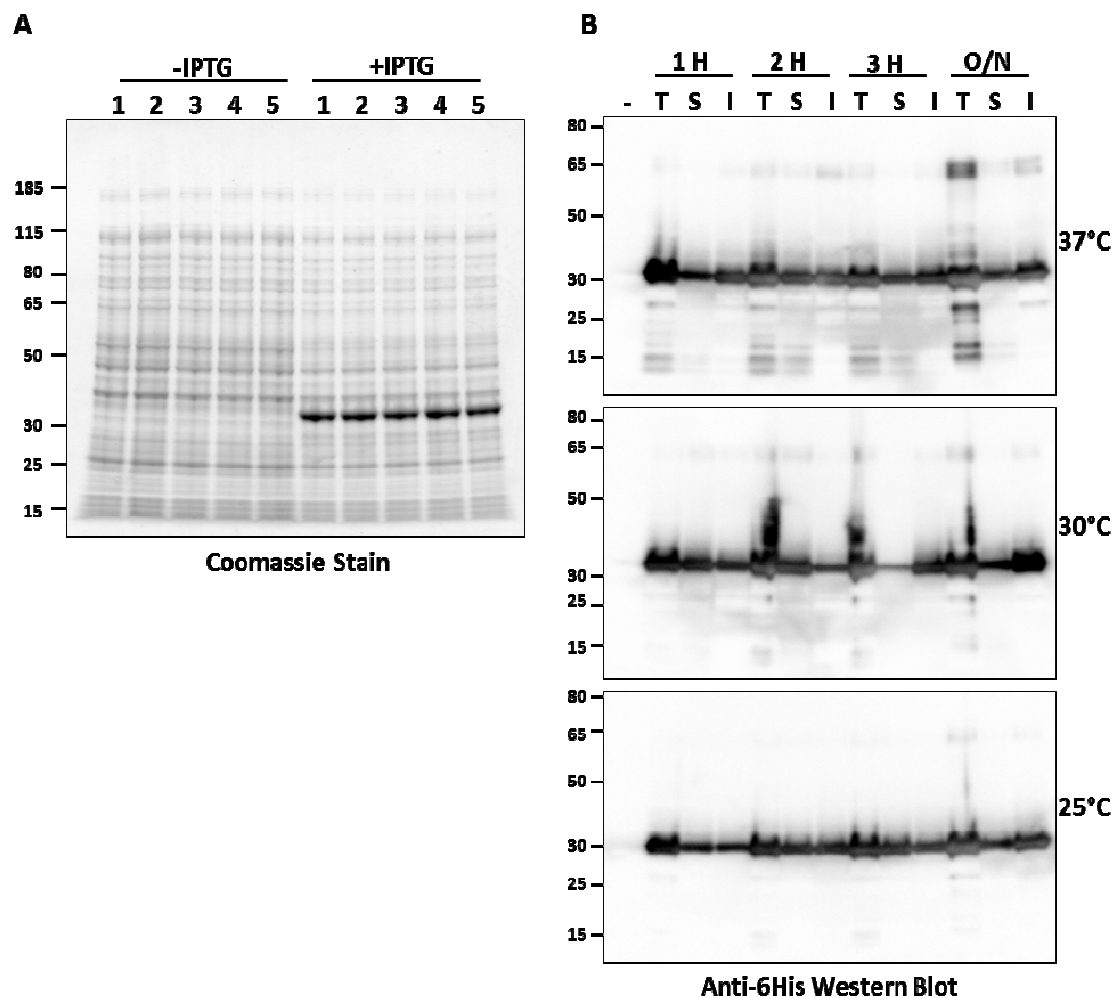 A
-IPTG +IPTG
1 2 3 4 5 1 2 3 4 5
185
115
80
65
50
30
25
15
Coomassie Stain
B
1 H 2 H 3 H O/N
- T S I T S I T S I T S I
80
65
50
30
25
15
37°C
80
65
50
30
25
15
30°C
80
65
50
30
25
15
25°C
Anti-6His Western Blot